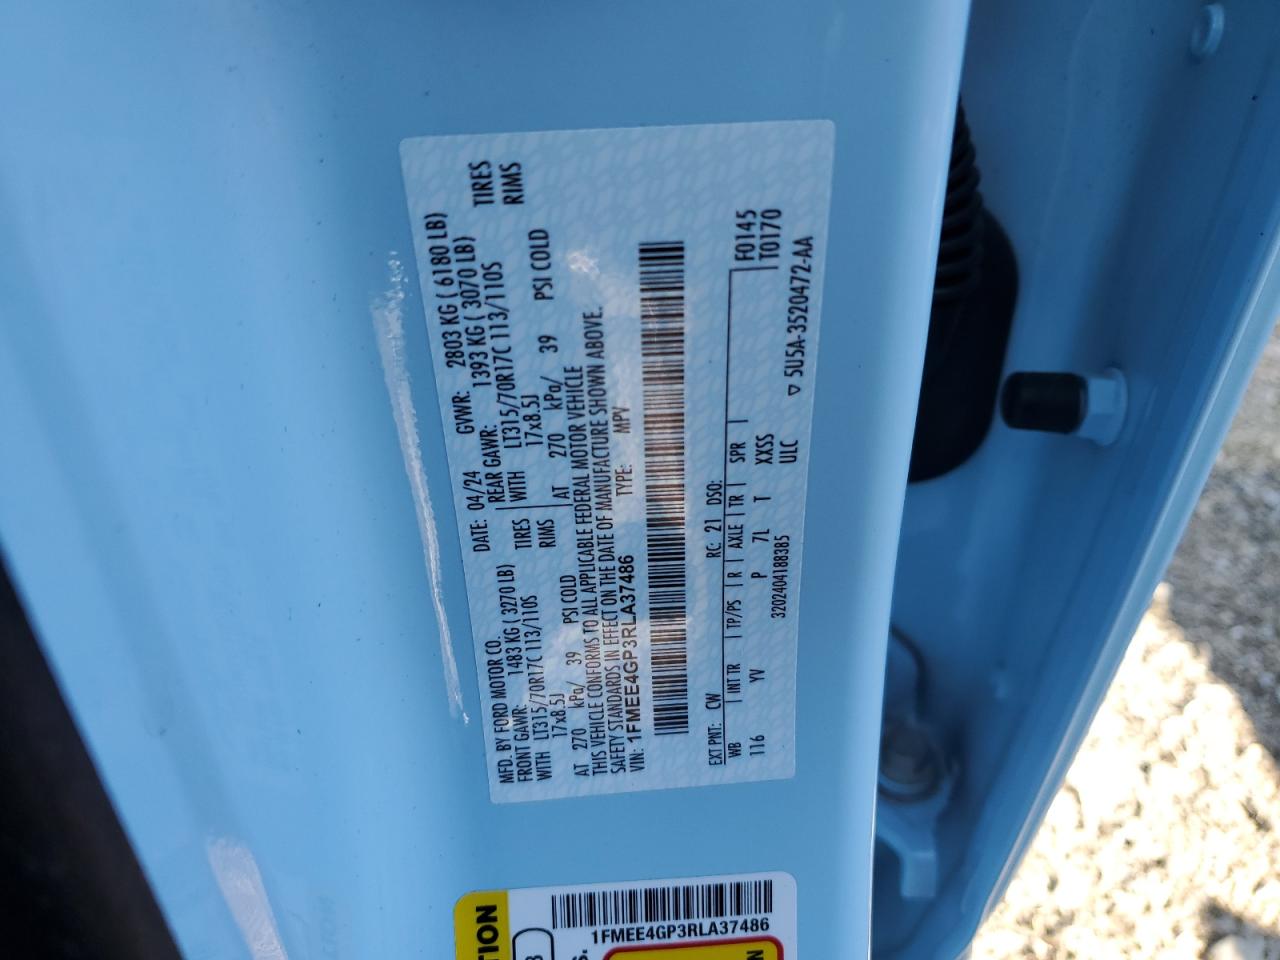 MFD. BY FORD MOTOR CO. DATE: 04/24 GVWR: 2803 KG ( 6180 LB)
FRONT GAWR: 1483 KG ( 3270 LB) REAR GAWR: 1393 KG ( 3070 LB)
WITH LT315/70R17C 113/110S TIRES WITH LT315/70R17C 113/110S TIRES
17x8.5J RIMS 17x8.5J RIMS
AT 270 kPa/ 39 PSI COLD AT 270 kPa/ 39 PSI COLD
THIS VEHICLE CONFORMS TO ALL APPLICABLE FEDERAL MOTOR VEHICLE
SAFETY STANDARDS IN EFFECT ON THE DATE OF MANUFACTURE SHOWN ABOVE.
VIN: 1FMEE4GP3RLA37486 TYPE: MPV
EXT PNT: CW RC: 21 DSO: F0145
WB INT TR TP/PS R AXLE TR SPR T0170
116 YV P 7L T XXSS
3202404188385 ULC ▽ 5U5A-3520472-AA
TION
1FMEE4GP3RLA37486